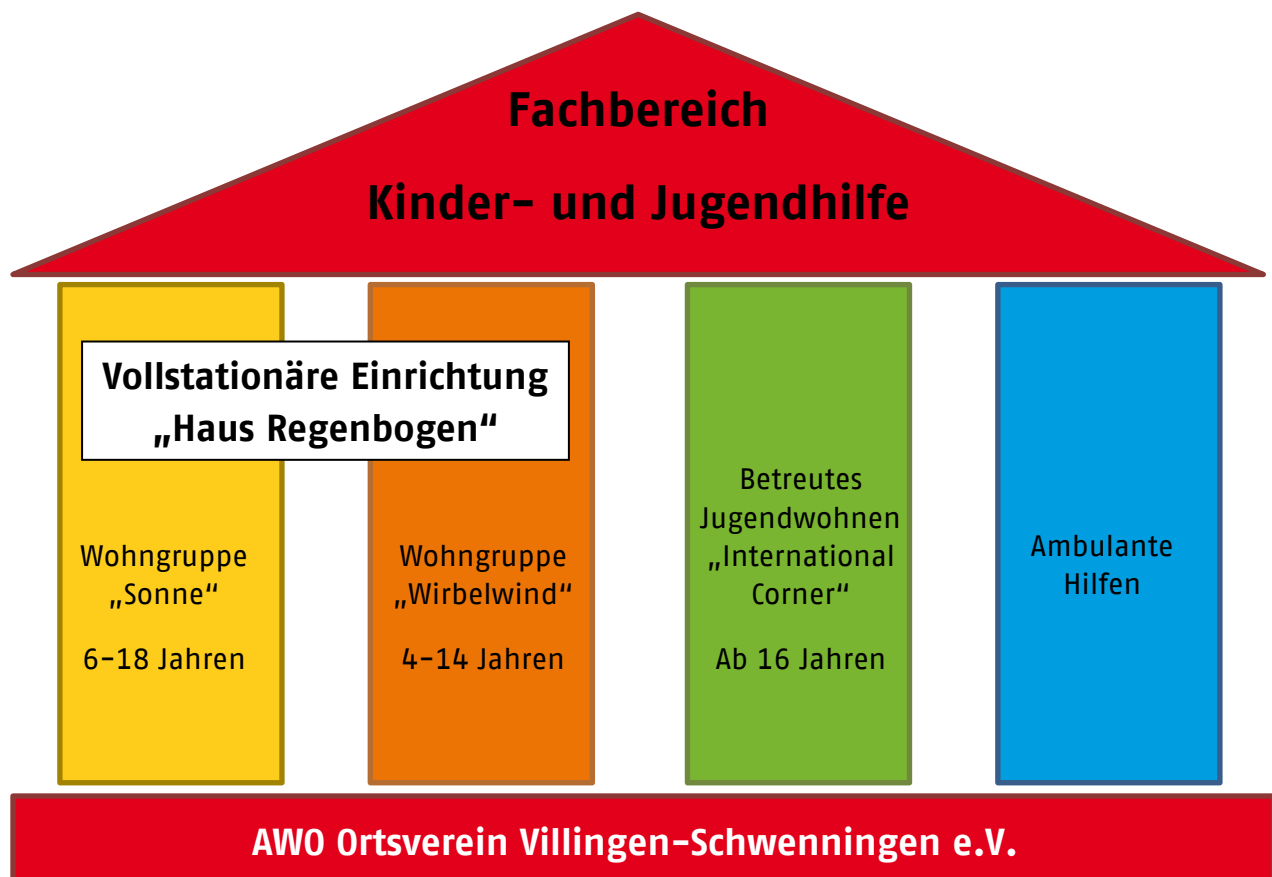 Fachbereich
Kinder- und Jugendhilfe
Vollstationäre Einrichtung
„Haus Regenbogen“
Wohngruppe
„Sonne“
6-18 Jahren
Wohngruppe
„Wirbelwind“
4-14 Jahren
Betreutes
Jugendwohnen
„International
Corner“
Ab 16 Jahren
Ambulante
Hilfen
AWO Ortsverein Villingen-Schwenningen e.V.